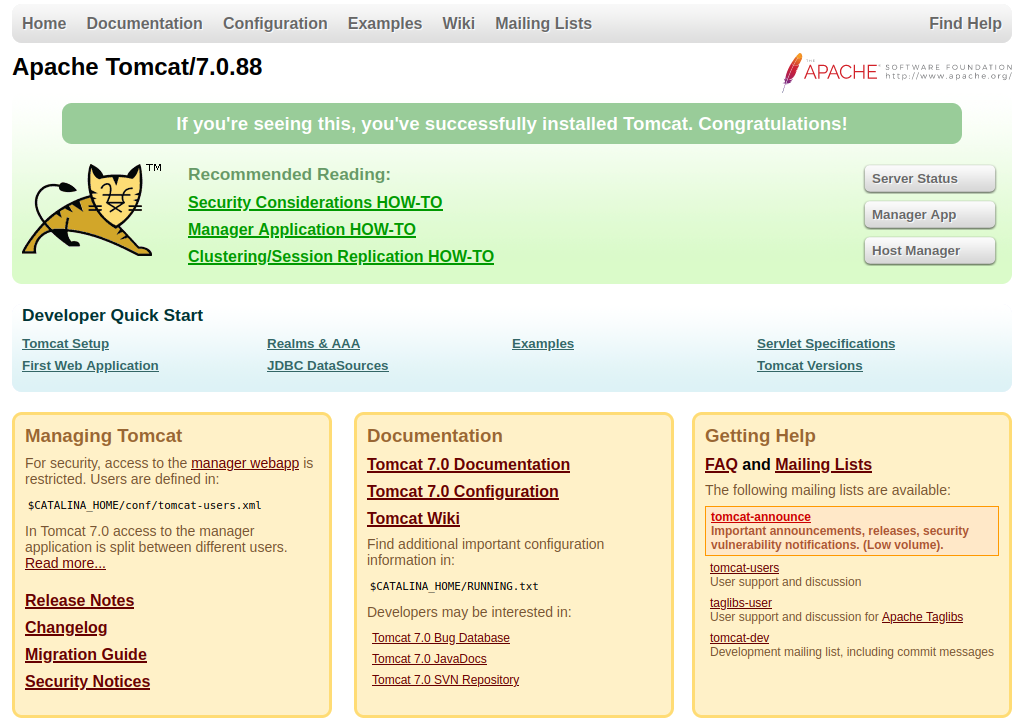 Home Documentation Configuration Examples Wiki Mailing Lists Find Help
Apache Tomcat/7.0.88
THE APACHE® SOFTWARE FOUNDATION
http://www.apache.org/
If you're seeing this, you've successfully installed Tomcat. Congratulations!
TM
Recommended Reading:
Security Considerations HOW-TO
Manager Application HOW-TO
Clustering/Session Replication HOW-TO
Server Status
Manager App
Host Manager
Developer Quick Start
Tomcat Setup
First Web Application
Realms & AAA
JDBC DataSources
Examples
Servlet Specifications
Tomcat Versions
Managing Tomcat
For security, access to the manager webapp is
restricted. Users are defined in:
$CATALINA_HOME/conf/tomcat-users.xml
In Tomcat 7.0 access to the manager
application is split between different users.
Read more...
Release Notes
Changelog
Migration Guide
Security Notices
Documentation
Tomcat 7.0 Documentation
Tomcat 7.0 Configuration
Tomcat Wiki
Find additional important configuration
information in:
$CATALINA_HOME/RUNNING.txt
Developers may be interested in:
Tomcat 7.0 Bug Database
Tomcat 7.0 JavaDocs
Tomcat 7.0 SVN Repository
Getting Help
FAQ and Mailing Lists
The following mailing lists are available:
tomcat-announce
Important announcements, releases, security
vulnerability notifications. (Low volume).
tomcat-users
User support and discussion
taglibs-user
User support and discussion for Apache Taglibs
tomcat-dev
Development mailing list, including commit messages